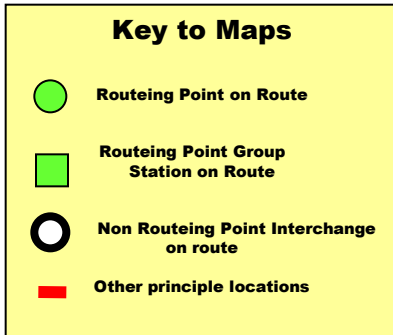 Key to Maps
Routeing Point on Route
Routeing Point Group
Station on Route
Non Routeing Point Interchange
on route
Other principle locations